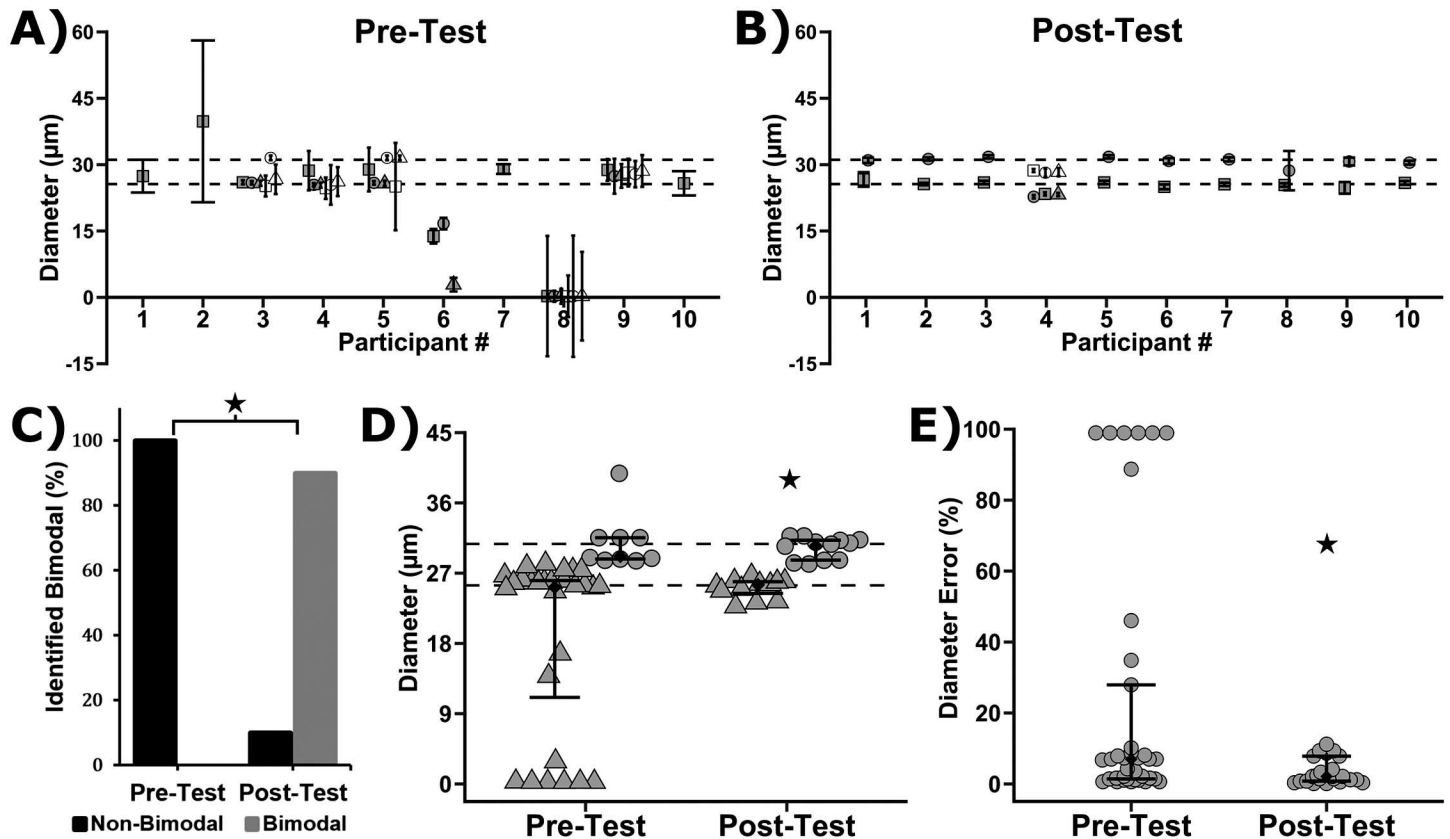 A)
Pre-Test
Diameter (µm)
60
45
30
15
0
-15
1 2 3 4 5 6 7 8 9 10
Participant #
B)
Post-Test
Diameter (µm)
60
45
30
15
0
-15
1 2 3 4 5 6 7 8 9 10
Participant #
C)
Identified Bimodal (%)
100
80
60
40
20
0
Pre-Test Post-Test
Non-Bimodal Bimodal
D)
Diameter (µm)
45
36
27
18
9
0
Pre-Test Post-Test
E)
Diameter Error (%)
100
80
60
40
20
0
Pre-Test Post-Test